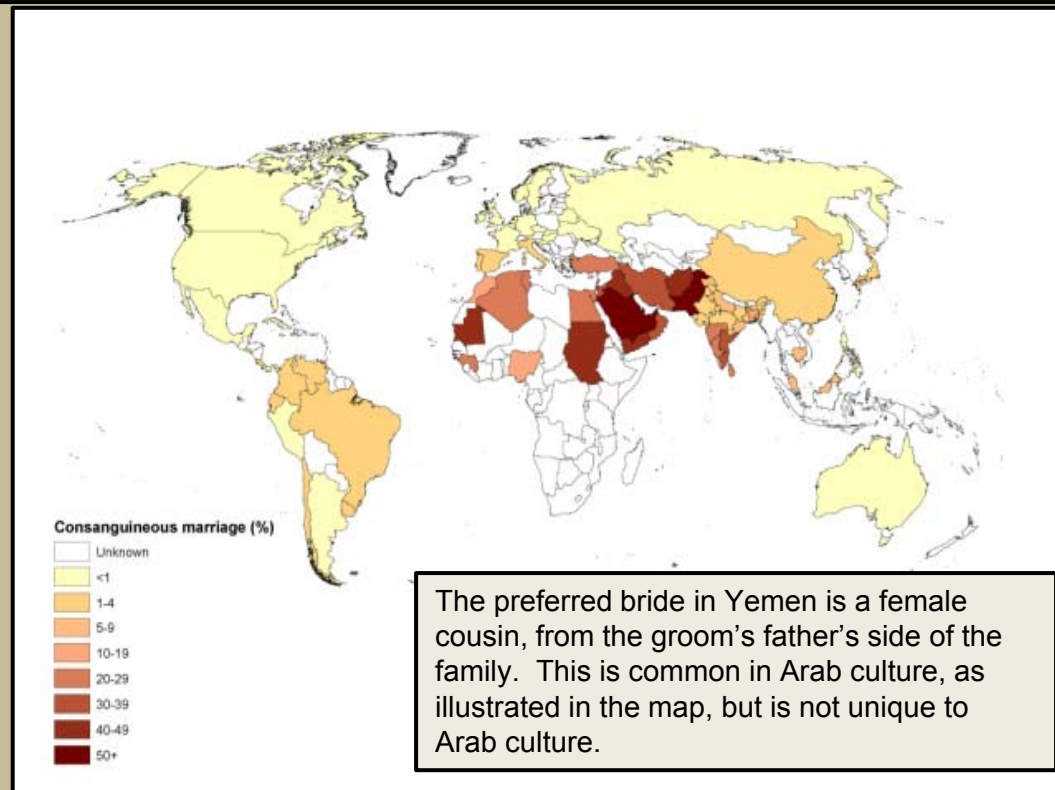 Consanguineous marriage (%)
Unknown
<1
1-4
5-9
10-19
20-29
30-39
40-49
50+
The preferred bride in Yemen is a female
cousin, from the groom's father's side of the
family.  This is common in Arab culture, as
illustrated in the map, but is not unique to
Arab culture.